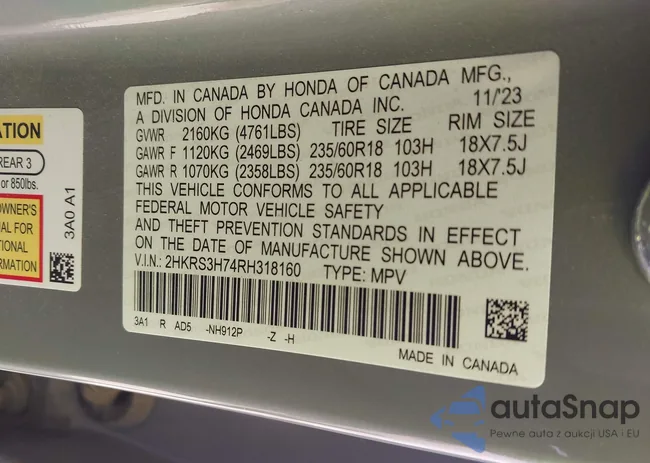 ATION
REAR 3
or 850lbs.
OWNER'S
AL FOR
TIONAL
RMATION
3A0 A1
MFD. IN CANADA BY HONDA OF CANADA MFG.,
A DIVISION OF HONDA CANADA INC. 11/'23
GVWR 2160KG (4761LBS) TIRE SIZE RIM SIZE
GAWR F 1120KG (2469LBS) 235/60R18 103H 18X7.5J
GAWR R 1070KG (2358LBS) 235/60R18 103H 18X7.5J
THIS VEHICLE CONFORMS TO ALL APPLICABLE
FEDERAL MOTOR VEHICLE SAFETY
AND THEFT PREVENTION STANDARDS IN EFFECT
ON THE DATE OF MANUFACTURE SHOWN ABOVE.
V.I.N.: 2HKRS3H74RH318160 TYPE: MPV
3A1 R AD5 -NH912P -Z -H
MADE IN CANADA
autaSnap
Pewne auta z aukcji USA i EU